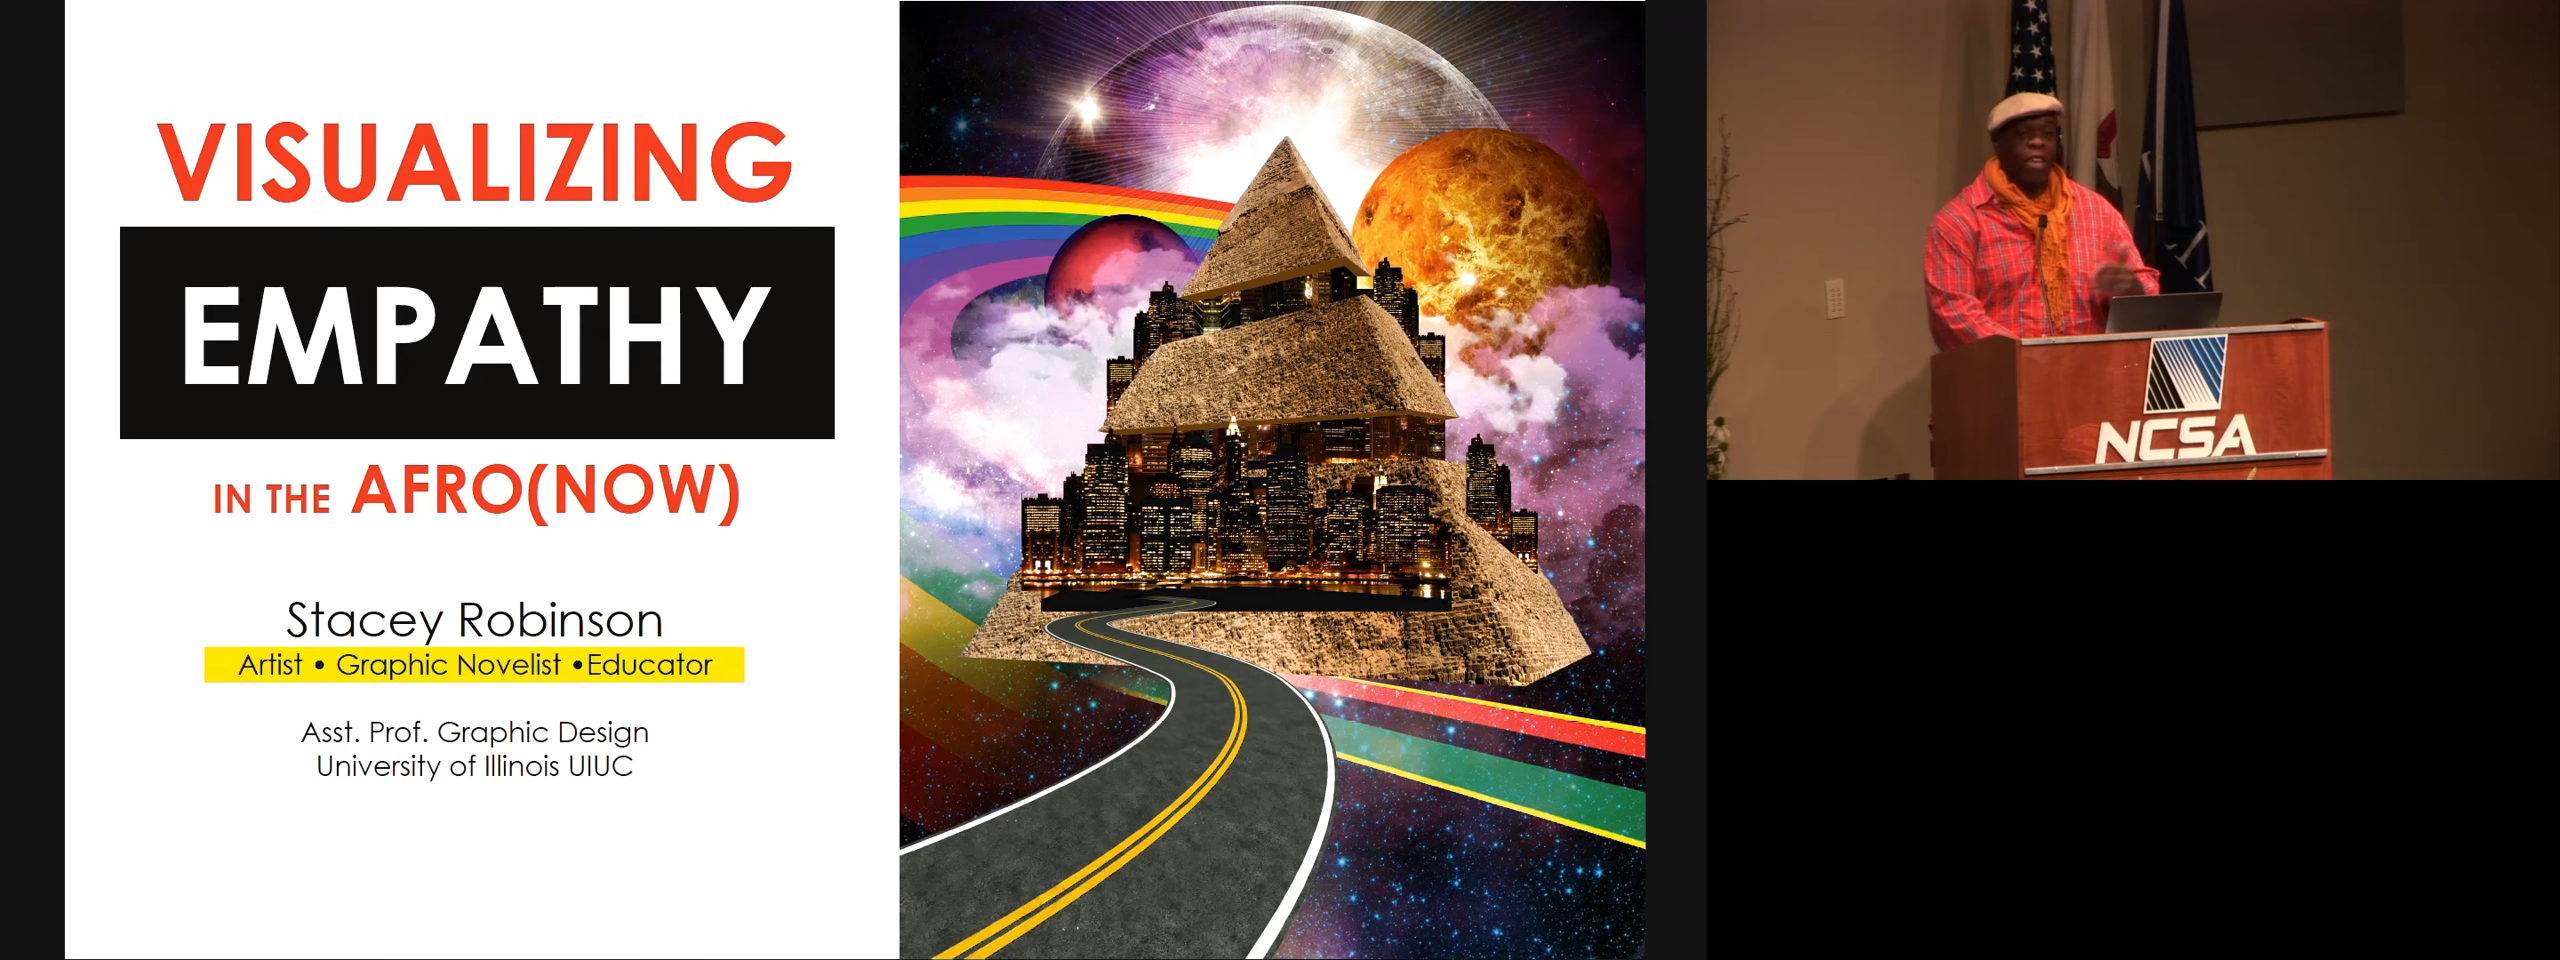 VISUALIZING
EMPATHY
IN THE AFRO(NOW)
Stacey Robinson
Artist • Graphic Novelist •Educator
Asst. Prof. Graphic Design
University of Illinois UIUC
NCSA